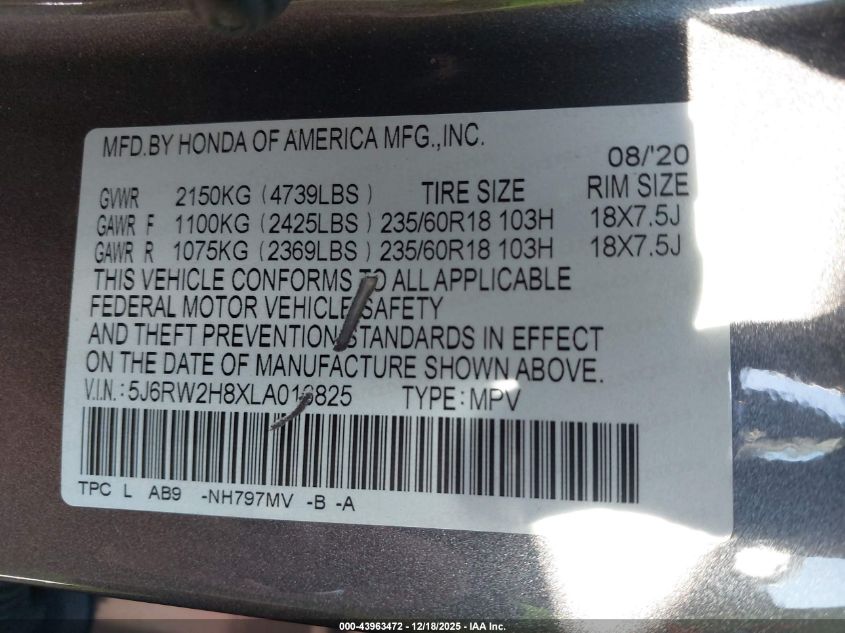 MFD.BY HONDA OF AMERICA MFG.,INC.
08/'20
GVWR 2150KG (4739LBS) TIRE SIZE RIM SIZE
GAWR F 1100KG (2425LBS) 235/60R18 103H 18X7.5J
GAWR R 1075KG (2369LBS) 235/60R18 103H 18X7.5J
THIS VEHICLE CONFORMS TO ALL APPLICABLE
FEDERAL MOTOR VEHICLE SAFETY
AND THEFT PREVENTION STANDARDS IN EFFECT
ON THE DATE OF MANUFACTURE SHOWN ABOVE.
V.I.N.: 5J6RW2H8XLA016825 TYPE: MPV
TPC L AB9 -NH797MV -B -A
000-43963472 - 12/18/2025 - IAA Inc.